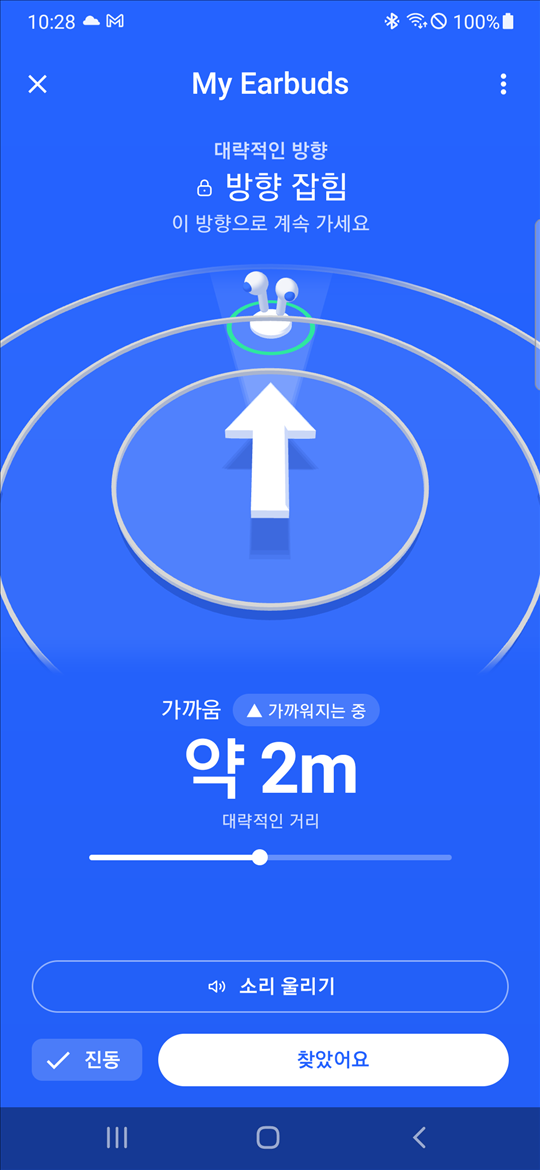 10:28
100%
My Earbuds
대략적인 방향
방향 잡힘
이 방향으로 계속 가세요
가까움
가까워지는 중
약 2m
대략적인 거리
소리 울리기
진동
찾았어요